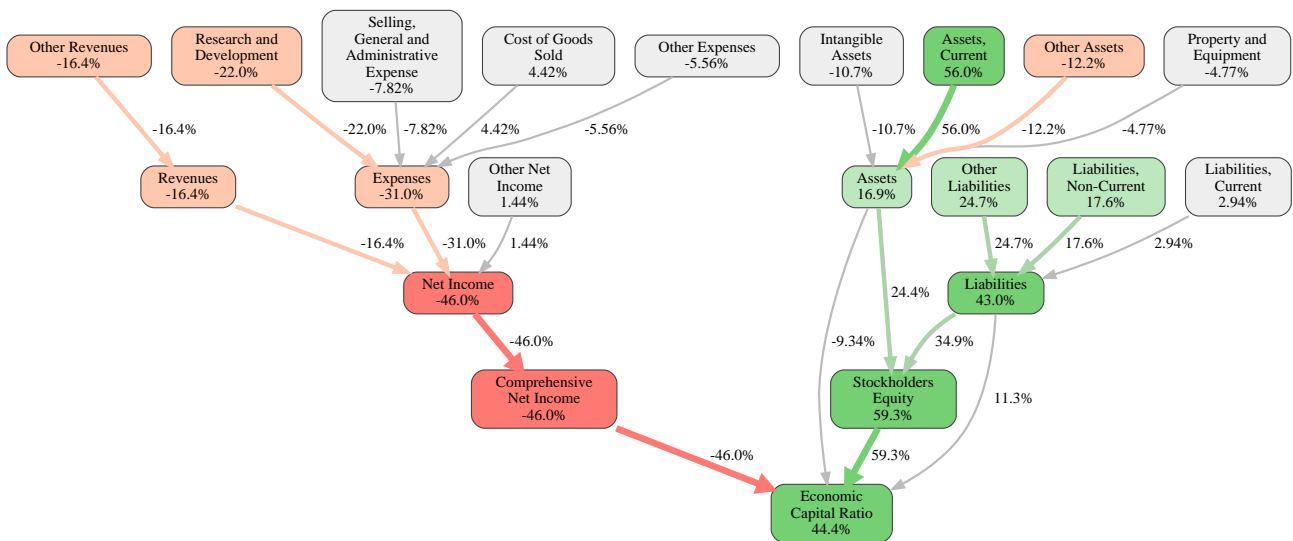 Other Revenues
-16.4%
Research and
Development
-22.0%
Selling,
General and
Administrative
Expense
-7.82%
Cost of Goods
Sold
4.42%
Other Expenses
-5.56%
Intangible
Assets
-10.7%
Assets,
Current
56.0%
Other Assets
-12.2%
Property and
Equipment
-4.77%
-16.4%
-22.0%
-7.82%
4.42%
-5.56%
-10.7%
56.0%
-12.2%
-4.77%
Revenues
-16.4%
Expenses
-31.0%
Other Net
Income
1.44%
Assets
16.9%
Other
Liabilities
24.7%
Liabilities,
Non-Current
17.6%
Liabilities,
Current
2.94%
-16.4%
-31.0%
1.44%
24.7%
17.6%
2.94%
Net Income
-46.0%
24.4%
Liabilities
43.0%
-46.0%
-9.34%
34.9%
Comprehensive
Net Income
-46.0%
Stockholders
Equity
59.3%
11.3%
-46.0%
59.3%
Economic
Capital Ratio
44.4%